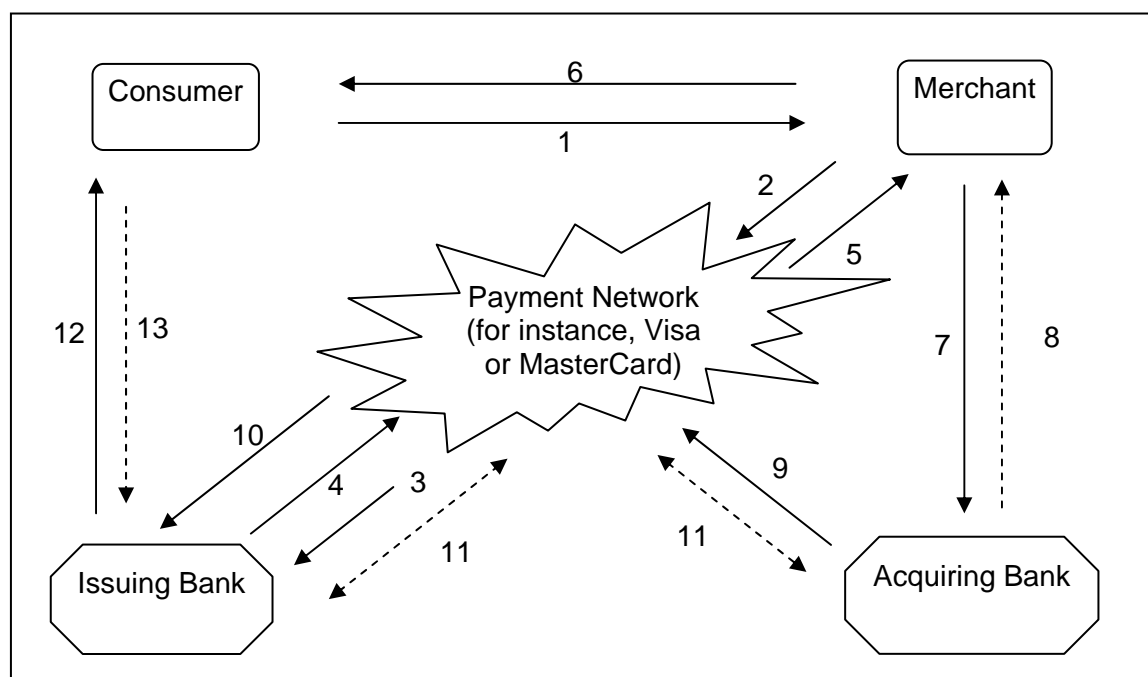 Consumer
6
Merchant
1
2
5
Payment Network
(for instance, Visa
or MasterCard)
12
13
7
8
10
4
3
9
11
11
Issuing Bank
Acquiring Bank